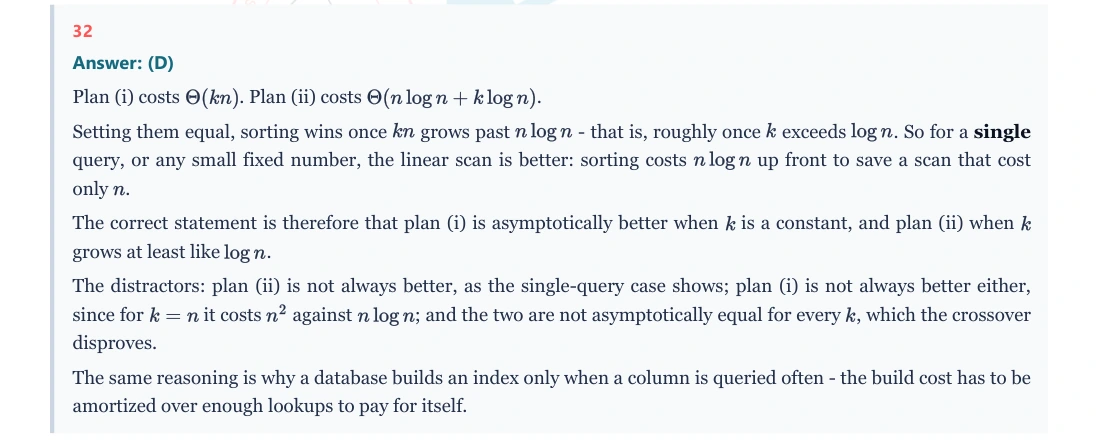 32
Answer: (D)
Plan (i) costs Θ(kn). Plan (ii) costs Θ(n log n + k log n).
Setting them equal, sorting wins once kn grows past n log n - that is, roughly once k exceeds log n. So for a single
query, or any small fixed number, the linear scan is better: sorting costs n log n up front to save a scan that cost
only n.
The correct statement is therefore that plan (i) is asymptotically better when k is a constant, and plan (ii) when k
grows at least like log n.
The distractors: plan (ii) is not always better, as the single-query case shows; plan (i) is not always better either,
since for k = n it costs n² against n log n; and the two are not asymptotically equal for every k, which the crossover
disproves.
The same reasoning is why a database builds an index only when a column is queried often - the build cost has to be
amortized over enough lookups to pay for itself.